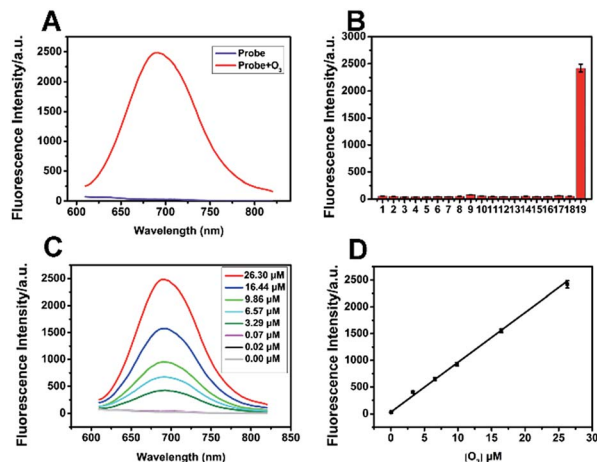 A
Fluorescence Intensity/a.u.
2500
2000
1500
1000
500
0
Probe
Probe+O3
600 650 700 750 800
Wavelength (nm)
B
Fluorescence Intensity/a.u.
3000
2500
2000
1500
1000
500
0
1 2 3 4 5 6 7 8 9 10 11 12 13 14 15 16 17 18 19
C
Fluorescence Intensity/a.u.
2500
2000
1500
1000
500
0
26.30 μM
16.44 μM
9.86 μM
6.57 μM
3.29 μM
0.07 μM
0.02 μM
0.00 μM
600 650 700 750 800 850
Wavelength (nm)
D
Fluorescence Intensity/a.u.
2500
2000
1500
1000
500
0
0 5 10 15 20 25 30
[O3] μM